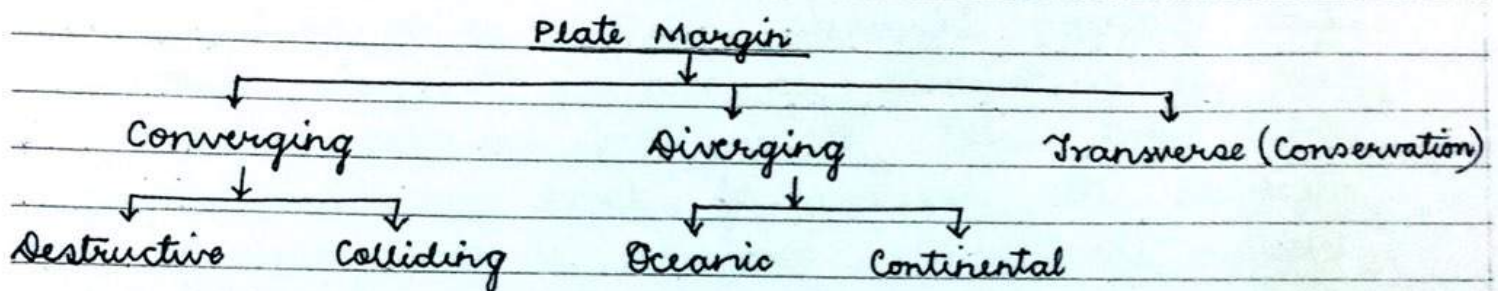 Plate Margin
Converging Diverging Transverse (Conservation)
Destructive Colliding Oceanic Continental